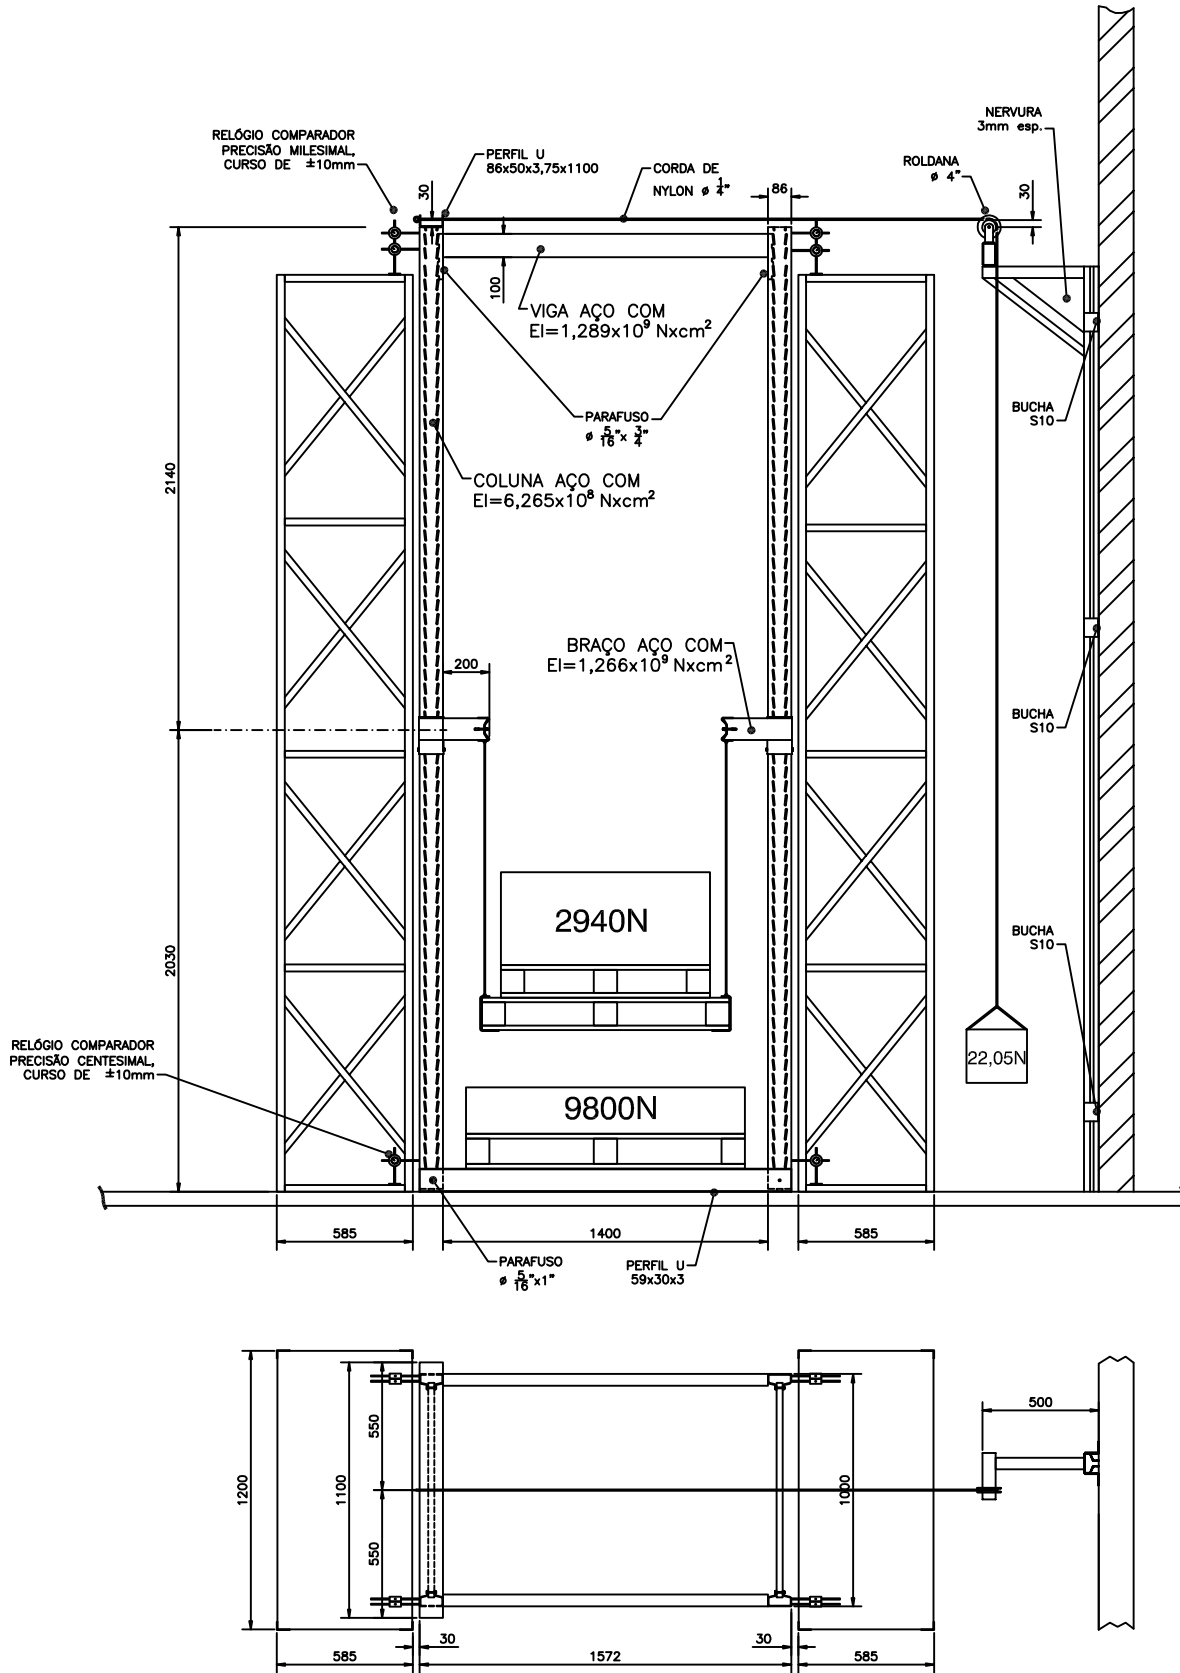 NERVURA
3mm esp.
RELÓGIO COMPARADOR
PRECISÃO MILESIMAL,
CURSO DE ±10mm
PERFIL U
86x50x3,75x1100
CORDA DE
NYLON ø 1/4"
ROLDANA
ø 4"
30
86
30
100
VIGA AÇO COM
EI=1,289x10⁹ Nxcm²
PARAFUSO
ø 5/16"x 3/4"
BUCHA
S10
2140
COLUNA AÇO COM
EI=6,265x10⁸ Nxcm²
BRAÇO AÇO COM
EI=1,266x10⁹ Nxcm²
200
BUCHA
S10
2940N
BUCHA
S10
2030
RELÓGIO COMPARADOR
PRECISÃO CENTESIMAL,
CURSO DE ±10mm
22,05N
9800N
585
1400
585
PARAFUSO
ø 5/16"x1"
PERFIL U
59x30x3
500
550
1200
1100
1000
550
30
30
585
1572
585